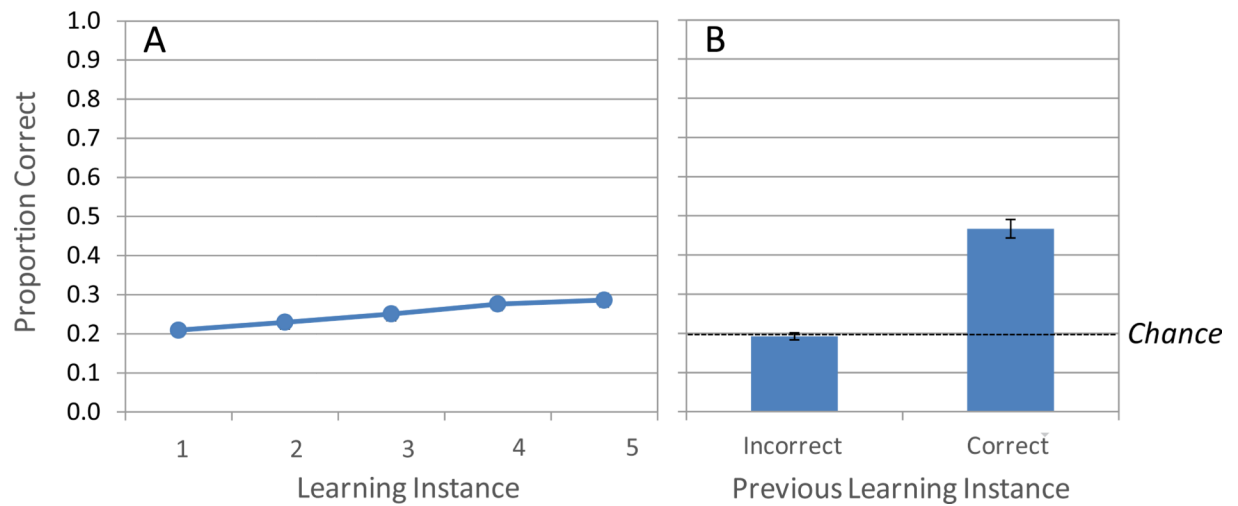 A
B
Proportion Correct
1.0
0.9
0.8
0.7
0.6
0.5
0.4
0.3
0.2
0.1
0.0
Chance
1 2 3 4 5
Learning Instance
Incorrect Correct
Previous Learning Instance